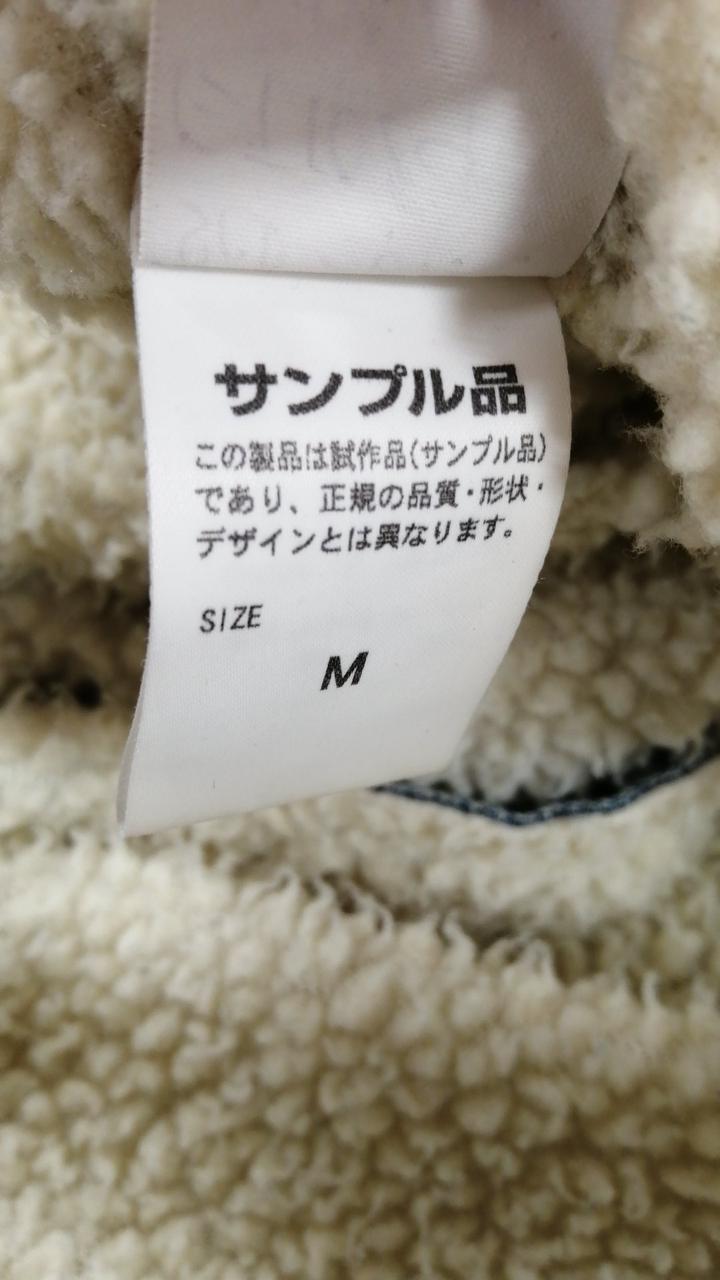 サンプル品
この製品は試作品(サンプル品)
であり、正規の品質・形状・
デザインとは異なります。
SIZE
M